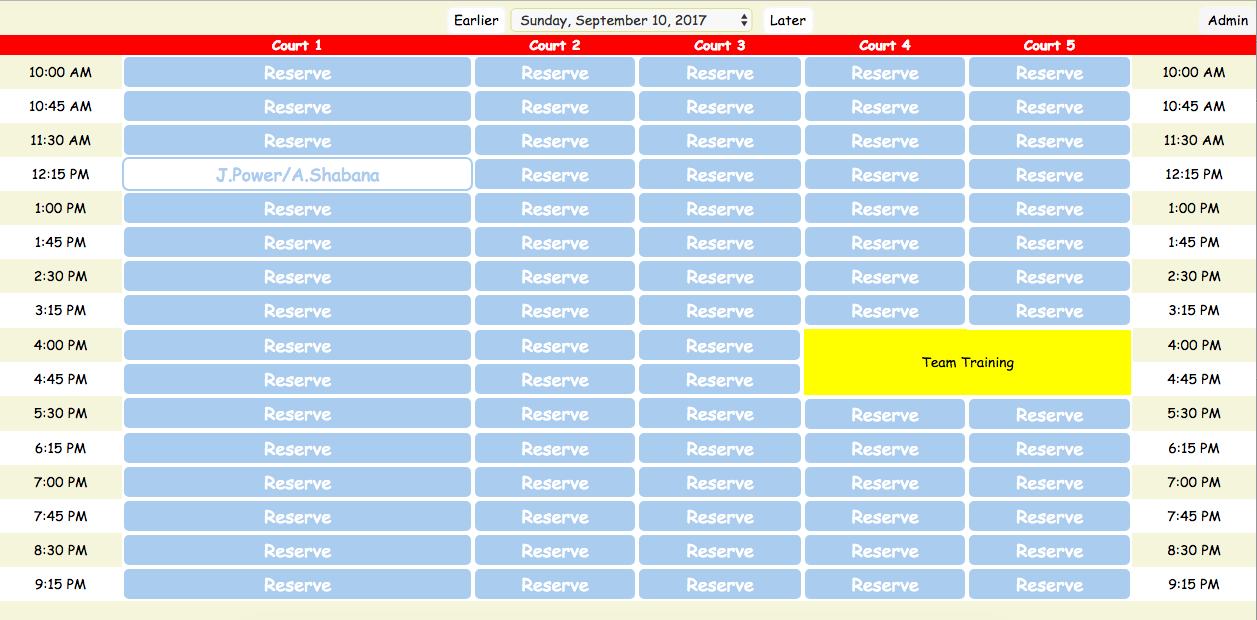 Earlier Sunday, September 10, 2017 Later Admin
Court 1 Court 2 Court 3 Court 4 Court 5
10:00 AM Reserve Reserve Reserve Reserve Reserve 10:00 AM
10:45 AM Reserve Reserve Reserve Reserve Reserve 10:45 AM
11:30 AM Reserve Reserve Reserve Reserve Reserve 11:30 AM
12:15 PM J.Power/A.Shabana Reserve Reserve Reserve Reserve 12:15 PM
1:00 PM Reserve Reserve Reserve Reserve Reserve 1:00 PM
1:45 PM Reserve Reserve Reserve Reserve Reserve 1:45 PM
2:30 PM Reserve Reserve Reserve Reserve Reserve 2:30 PM
3:15 PM Reserve Reserve Reserve Reserve Reserve 3:15 PM
4:00 PM Reserve Reserve Reserve 4:00 PM
Team Training
4:45 PM Reserve Reserve Reserve 4:45 PM
5:30 PM Reserve Reserve Reserve Reserve Reserve 5:30 PM
6:15 PM Reserve Reserve Reserve Reserve Reserve 6:15 PM
7:00 PM Reserve Reserve Reserve Reserve Reserve 7:00 PM
7:45 PM Reserve Reserve Reserve Reserve Reserve 7:45 PM
8:30 PM Reserve Reserve Reserve Reserve Reserve 8:30 PM
9:15 PM Reserve Reserve Reserve Reserve Reserve 9:15 PM